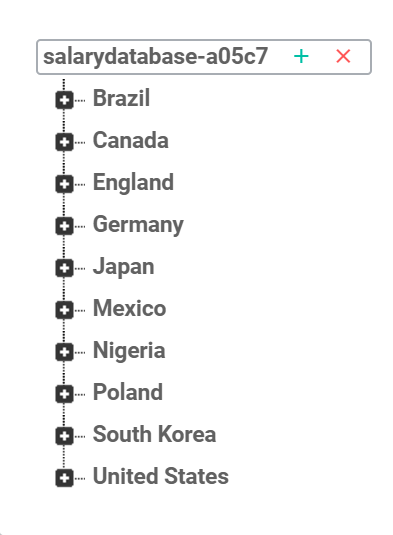 salarydatabase-a05c7
Brazil
Canada
England
Germany
Japan
Mexico
Nigeria
Poland
South Korea
United States